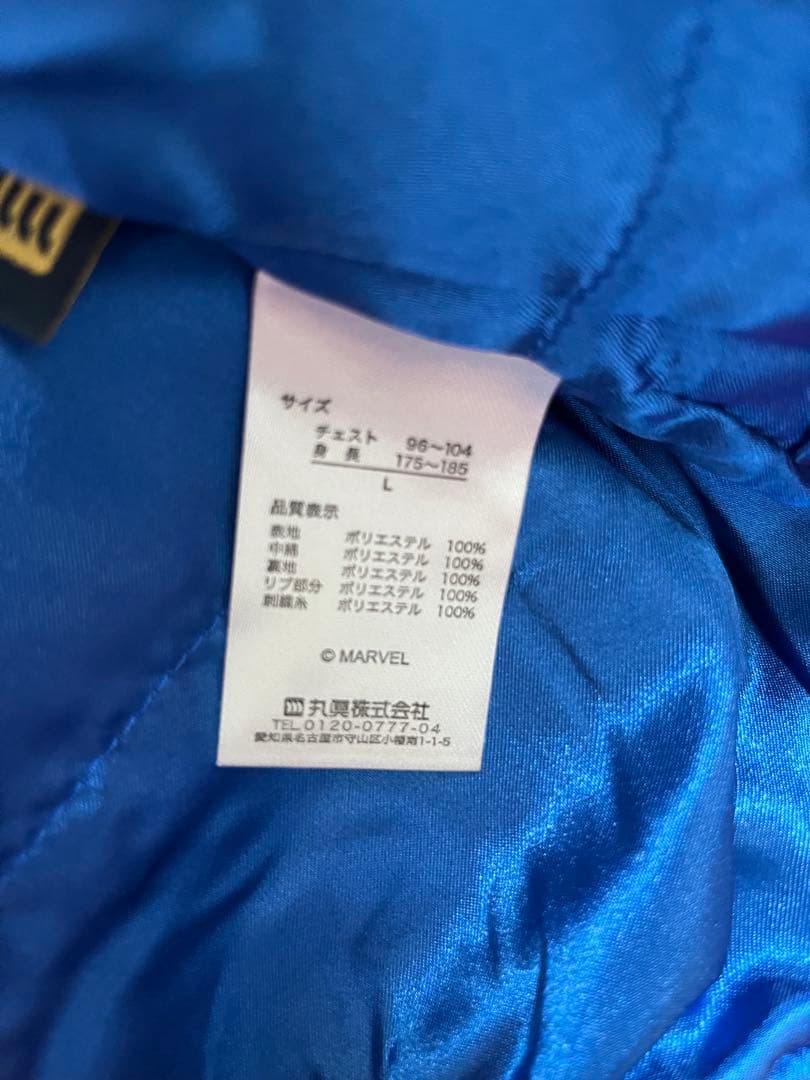 サイズ
チェスト 96～104
身長 175～185
L
品質表示
表地 ポリエステル 100%
中綿 ポリエステル 100%
裏地 ポリエステル 100%
リブ部分 ポリエステル 100%
刺繍糸 ポリエステル 100%
© MARVEL
丸眞株式会社
TEL.0120-0777-04
愛知県名古屋市守山区小幡南1-1-5